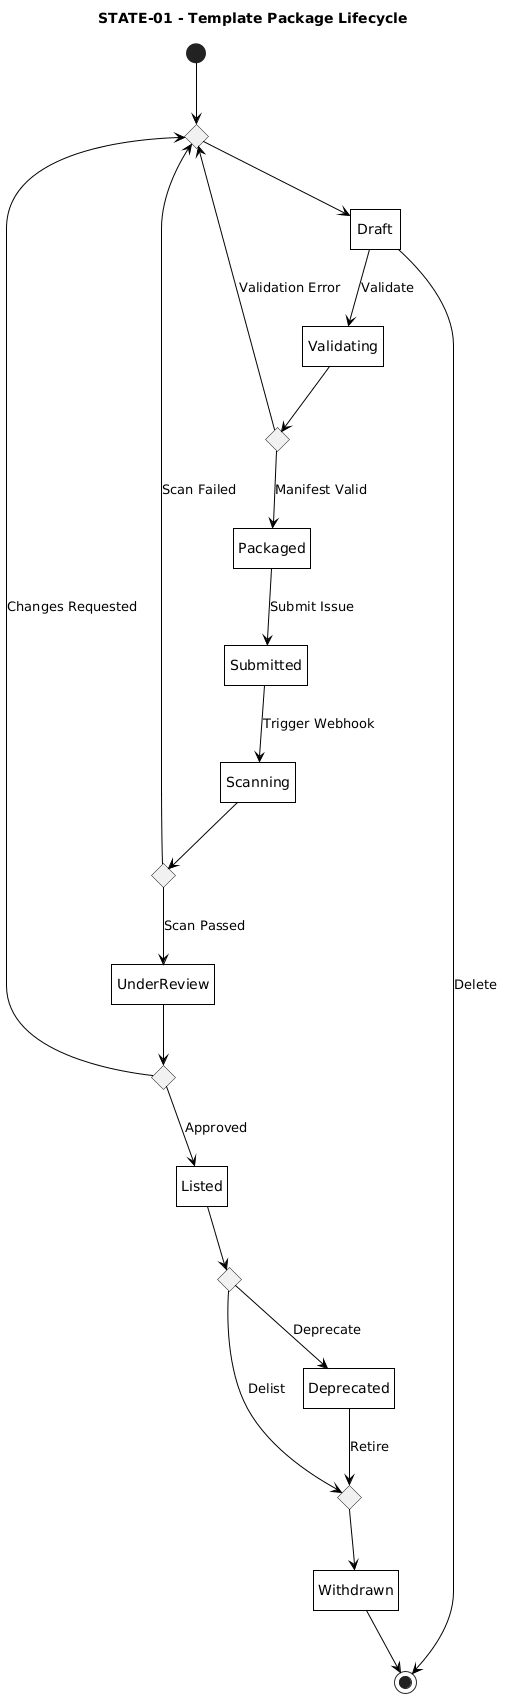 STATE-01 - Template Package Lifecycle
Draft
Validation Error
Validate
Validating
Scan Failed
Manifest Valid
Packaged
Changes Requested
Submit Issue
Submitted
Trigger Webhook
Scanning
Scan Passed
UnderReview
Delete
Approved
Listed
Deprecate
Delist
Deprecated
Retire
Withdrawn